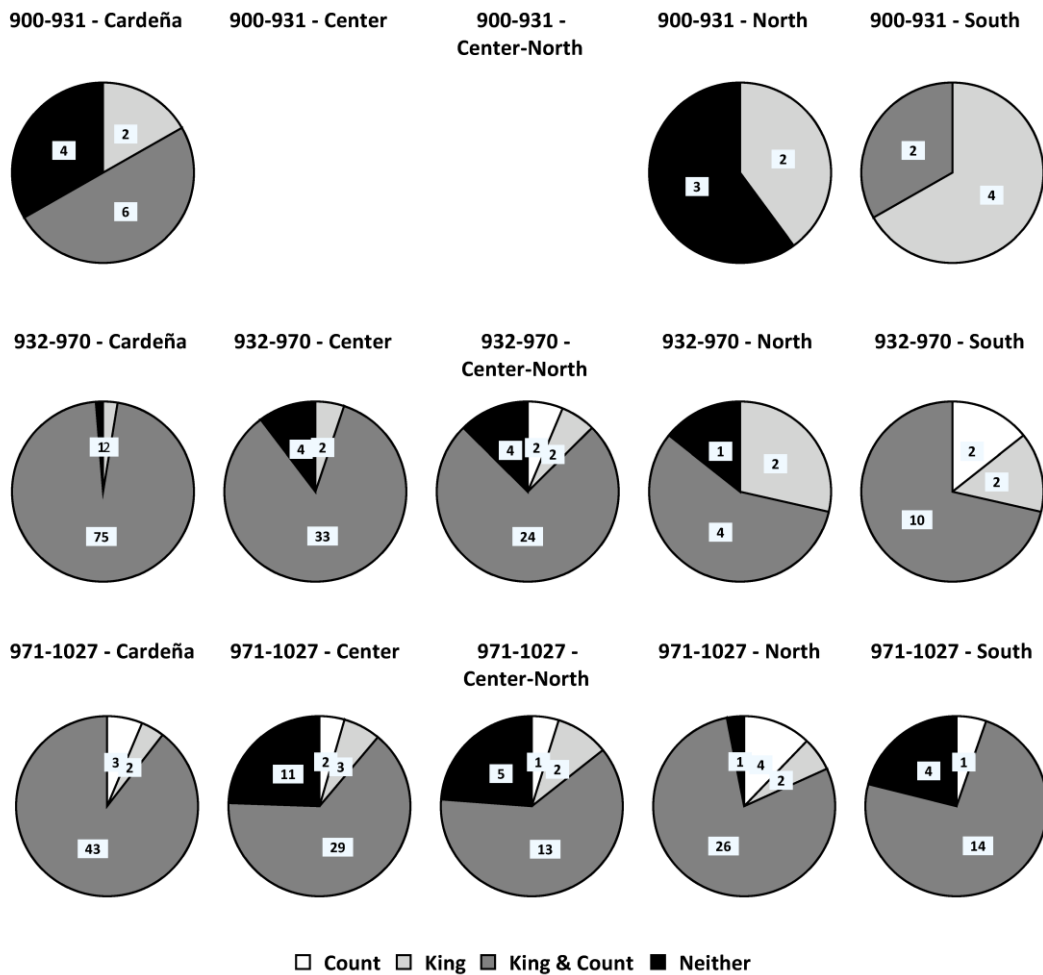 900-931 - Cardeña
900-931 - Center
900-931 -
Center-North
900-931 - North
900-931 - South
4
2
6
3
2
2
4
932-970 - Cardeña
932-970 - Center
932-970 -
Center-North
932-970 - North
932-970 - South
1
2
75
4
2
33
4
2
2
24
1
2
4
2
2
10
971-1027 - Cardeña
971-1027 - Center
971-1027 -
Center-North
971-1027 - North
971-1027 - South
3
2
43
11
2
3
29
5
1
2
13
1
4
2
26
4
1
14
Count King King & Count Neither